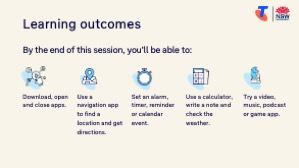 Learning outcomes
NSW
By the end of this session, you'll be able to:
Download, open
and close apps.
Use a
navigation app
to find a
location and get
directions.
Set an alarm,
timer, reminder
or calendar
event.
Use a calculator,
write a note and
check the
weather.
Try a video,
music, podcast
or game app.